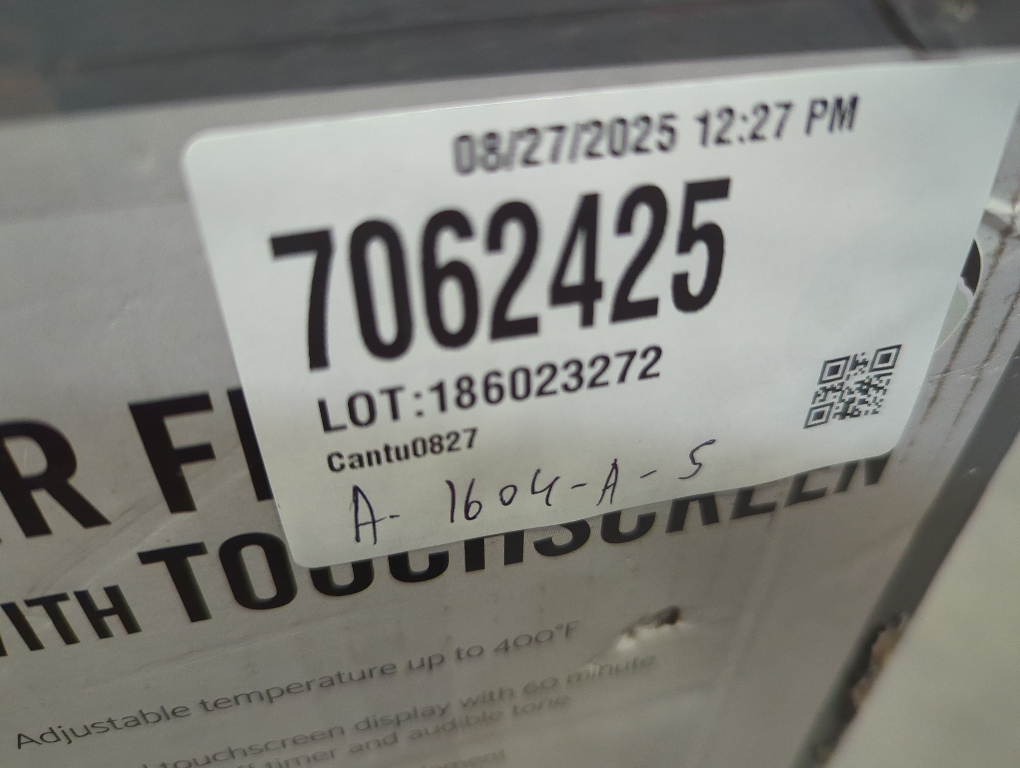 08/27/2025 12:27 PM
7062425
LOT:186023272
Cantu0827
A- 1604-A-5
R F
WITH TOUCHSCREEN
Adjustable temperature up to 400°F
touchscreen display with 60 minute
timer and audible tone